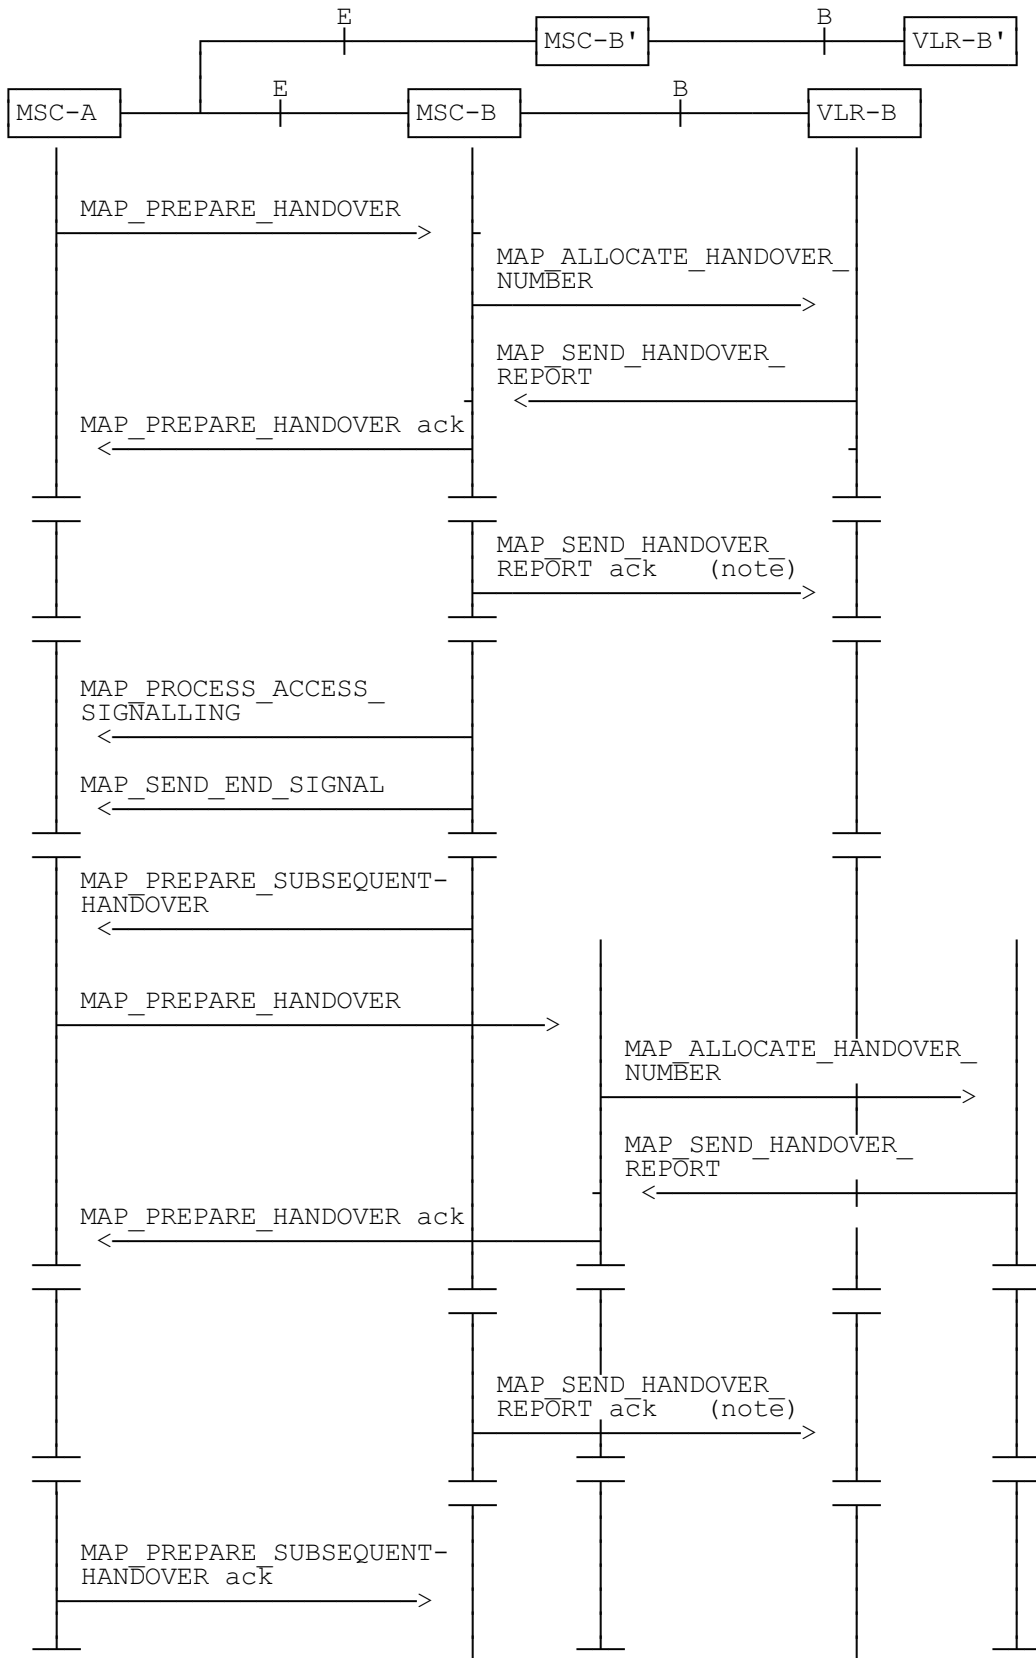 E B
MSC-B' VLR-B'
E B
MSC-A MSC-B VLR-B
MAP_PREPARE_HANDOVER
MAP_ALLOCATE_HANDOVER_
NUMBER
MAP_SEND_HANDOVER_
REPORT
MAP_PREPARE_HANDOVER ack
MAP_SEND_HANDOVER_
REPORT ack (note)
MAP_PROCESS_ACCESS_
SIGNALLING
MAP_SEND_END_SIGNAL
MAP_PREPARE_SUBSEQUENT-
HANDOVER
MAP_PREPARE_HANDOVER
MAP_ALLOCATE_HANDOVER_
NUMBER
MAP_SEND_HANDOVER_
REPORT
MAP_PREPARE_HANDOVER ack
MAP_SEND_HANDOVER_
REPORT ack (note)
MAP_PREPARE_SUBSEQUENT-
HANDOVER ack